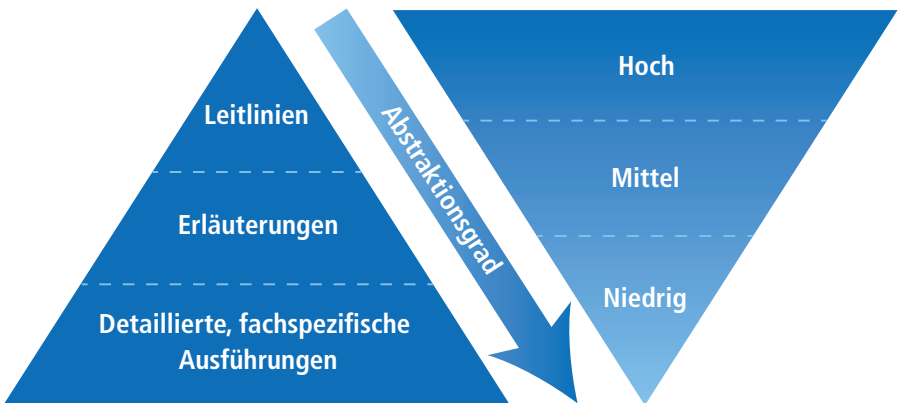 Leitlinien
Erläuterungen
Detaillierte, fachspezifische
Ausführungen
Abstraktionsgrad
Hoch
Mittel
Niedrig